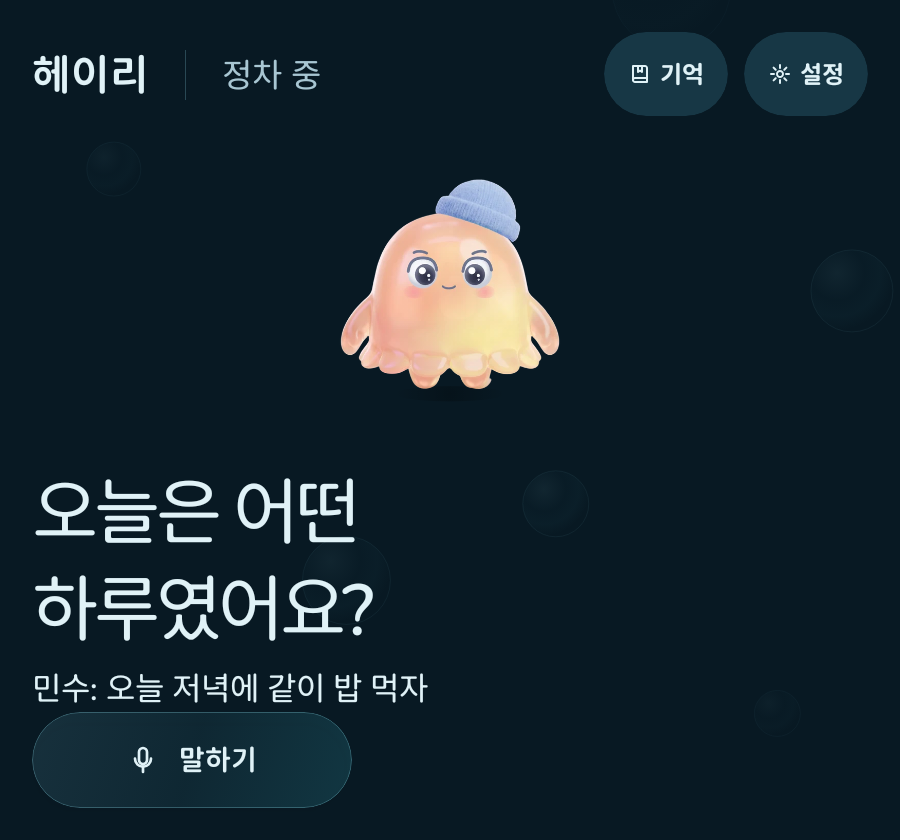 헤이리
정차 중
기억
설정
오늘은 어떤
하루였어요?
민수: 오늘 저녁에 같이 밥 먹자
말하기